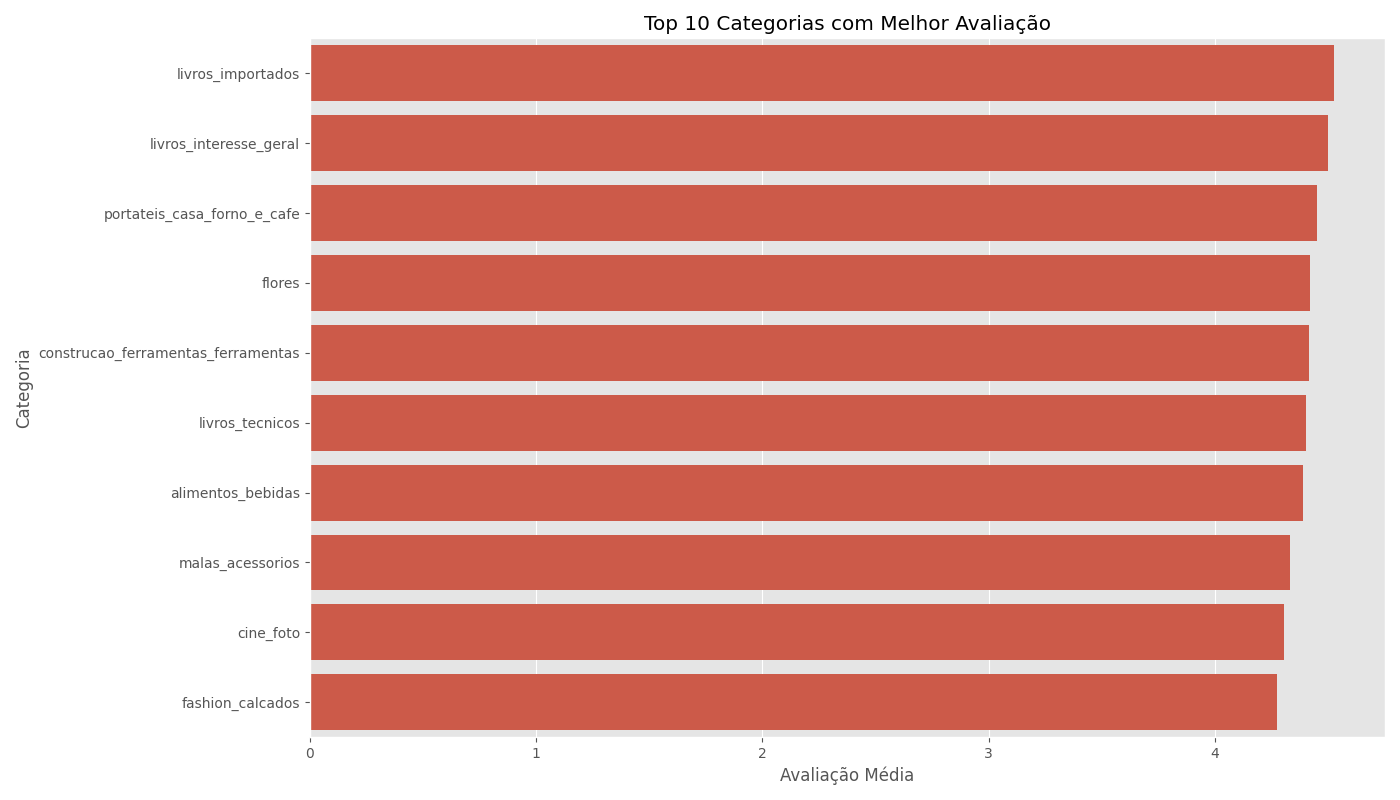 Top 10 Categorias com Melhor Avaliação
Categoria
livros_importados
livros_interesse_geral
portateis_casa_forno_e_cafe
flores
construcao_ferramentas_ferramentas
livros_tecnicos
alimentos_bebidas
malas_acessorios
cine_foto
fashion_calcados
0 1 2 3 4
Avaliação Média